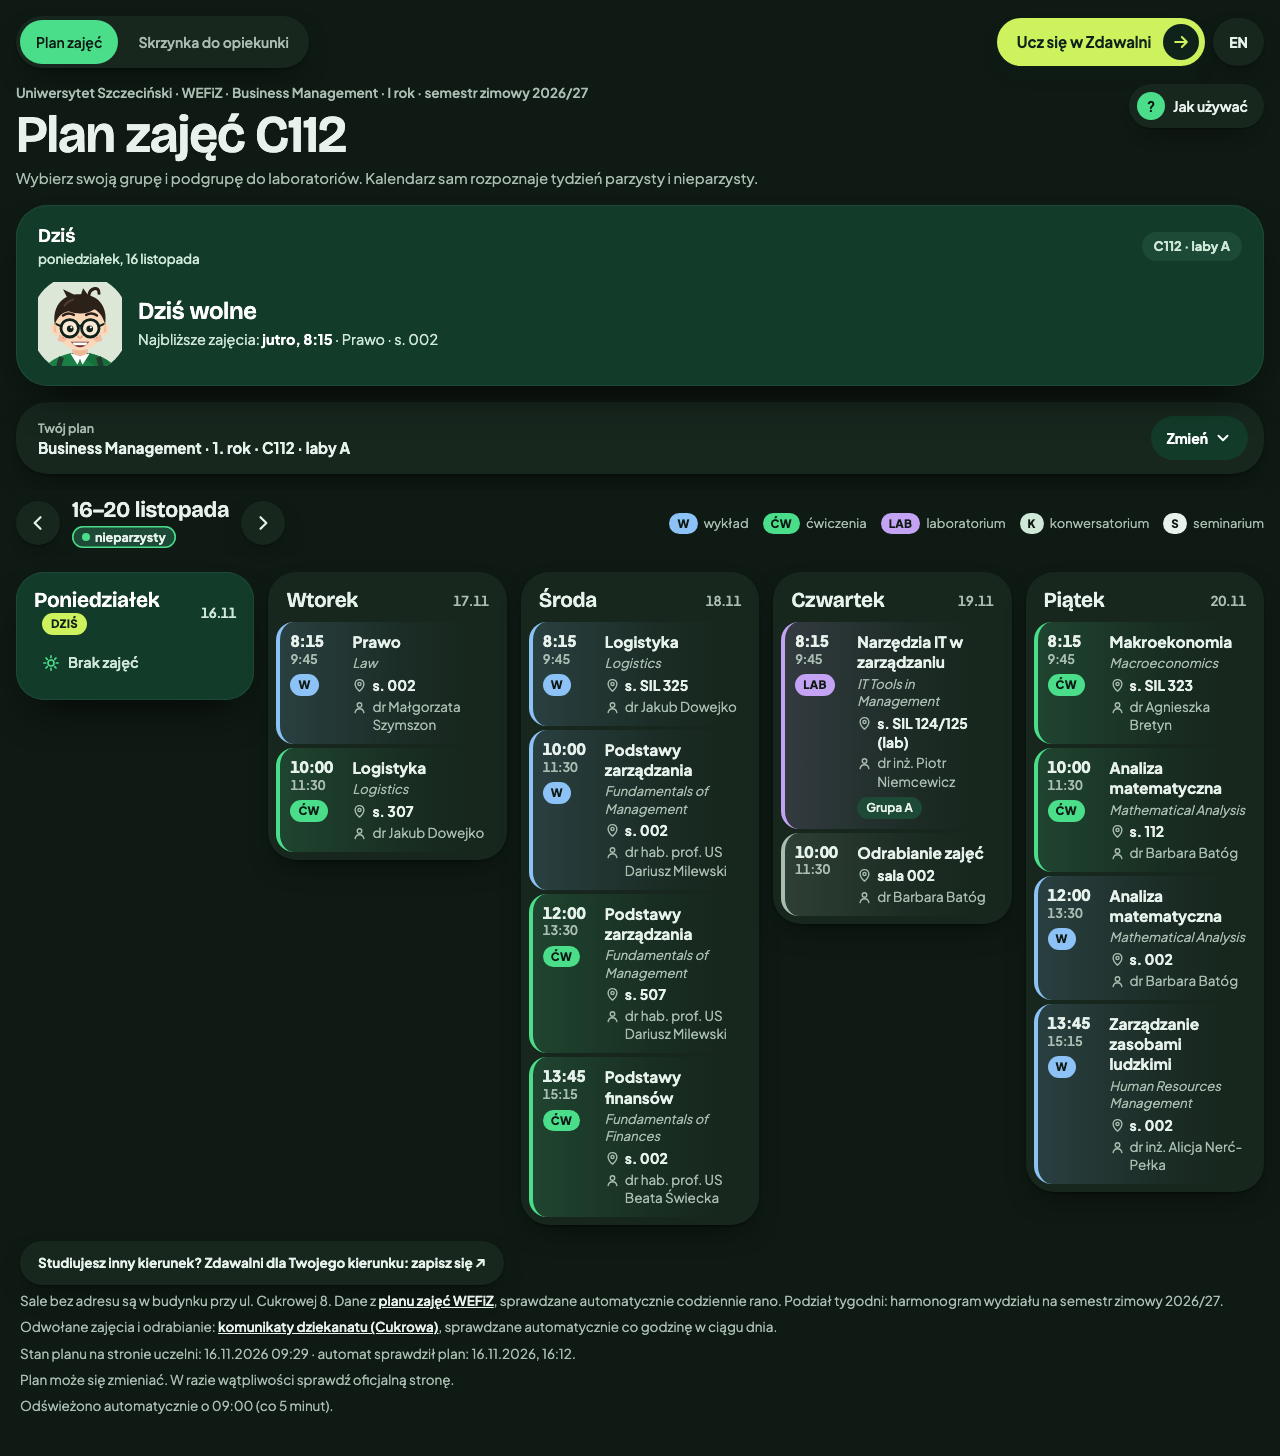 Plan zajęć
Skrzynka do opiekunki
Ucz się w Zdawalni
EN
Uniwersytet Szczeciński · WEFiZ · Business Management · I rok · semestr zimowy 2026/27
? Jak używać
Plan zajęć C112
Wybierz swoją grupę i podgrupę do laboratoriów. Kalendarz sam rozpoznaje tydzień parzysty i nieparzysty.
Dziś
poniedziałek, 16 listopada
C112 · laby A
Dziś wolne
Najbliższe zajęcia: jutro, 8:15 · Prawo · s. 002
Twój plan
Business Management · 1. rok · C112 · laby A
Zmień
16–20 listopada
nieparzysty
W wykład
ĆW ćwiczenia
LAB laboratorium
K konwersatorium
S seminarium
Poniedziałek
DZIŚ
16.11
Brak zajęć
Wtorek
17.11
8:15
9:45
W
Prawo
Law
s. 002
dr Małgorzata
Szymszon
10:00
11:30
ĆW
Logistyka
Logistics
s. 307
dr Jakub Dowejko
Środa
18.11
8:15
9:45
W
Logistyka
Logistics
s. SIL 325
dr Jakub Dowejko
10:00
11:30
W
Podstawy
zarządzania
Fundamentals of
Management
s. 002
dr hab. prof. US
Dariusz Milewski
12:00
13:30
ĆW
Podstawy
zarządzania
Fundamentals of
Management
s. 507
dr hab. prof. US
Dariusz Milewski
13:45
15:15
ĆW
Podstawy
finansów
Fundamentals of
Finances
s. 002
dr hab. prof. US
Beata Świecka
Czwartek
19.11
8:15
9:45
LAB
Narzędzia IT w
zarządzaniu
IT Tools in
Management
s. SIL 124/125
(lab)
dr inż. Piotr
Niemcewicz
Grupa A
10:00
11:30
Odrabianie zajęć
sala 002
dr Barbara Batóg
Piątek
20.11
8:15
9:45
ĆW
Makroekonomia
Macroeconomics
s. SIL 323
dr Agnieszka
Bretyn
10:00
11:30
ĆW
Analiza
matematyczna
Mathematical Analysis
s. 112
dr Barbara Batóg
12:00
13:30
W
Analiza
matematyczna
Mathematical Analysis
s. 002
dr Barbara Batóg
13:45
15:15
W
Zarządzanie
zasobami
ludzkimi
Human Resources
Management
s. 002
dr inż. Alicja Nerć-
Pełka
Studiujesz inny kierunek? Zdawalni dla Twojego kierunku: zapisz się ↗
Sale bez adresu są w budynku przy ul. Cukrowej 8. Dane z planu zajęć WEFiZ, sprawdzane automatycznie codziennie rano. Podział tygodni: harmonogram wydziału na semestr zimowy 2026/27.
Odwołane zajęcia i odrabianie: komunikaty dziekanatu (Cukrowa), sprawdzane automatycznie co godzinę w ciągu dnia.
Stan planu na stronie uczelni: 16.11.2026 09:29 · automat sprawdził plan: 16.11.2026, 16:12.
Plan może się zmieniać. W razie wątpliwości sprawdź oficjalną stronę.
Odświeżono automatycznie o 09:00 (co 5 minut).